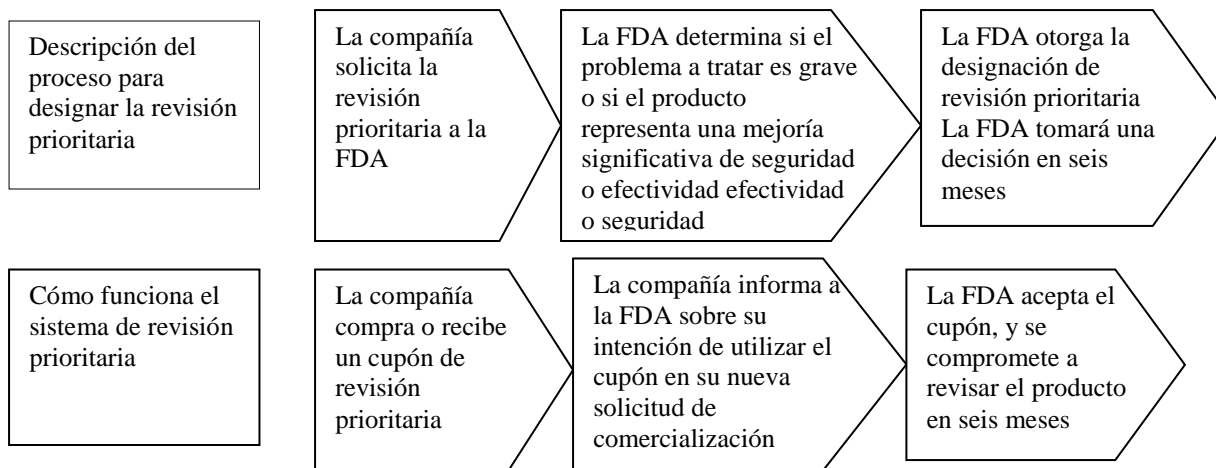 Descripción del
proceso para
designar la revisión
prioritaria
La compañía
solicita la
revisión
prioritaria a la
FDA
La FDA determina si el
problema a tratar es grave
o si el producto
representa una mejoría
significativa de seguridad
o efectividad efectividad
o seguridad
La FDA otorga la
designación de
revisión prioritaria
La FDA tomará una
decisión en seis
meses
Cómo funciona el
sistema de revisión
prioritaria
La compañía
compra o recibe
un cupón de
revisión
prioritaria
La compañía informa a
la FDA sobre su
intención de utilizar el
cupón en su nueva
solicitud de
comercialización
La FDA acepta el
cupón, y se
compromete a
revisar el producto
en seis meses